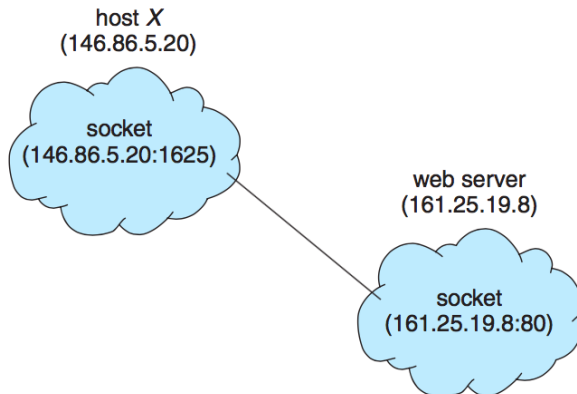 host X
(146.86.5.20)
socket
(146.86.5.20:1625)
web server
(161.25.19.8)
socket
(161.25.19.8:80)